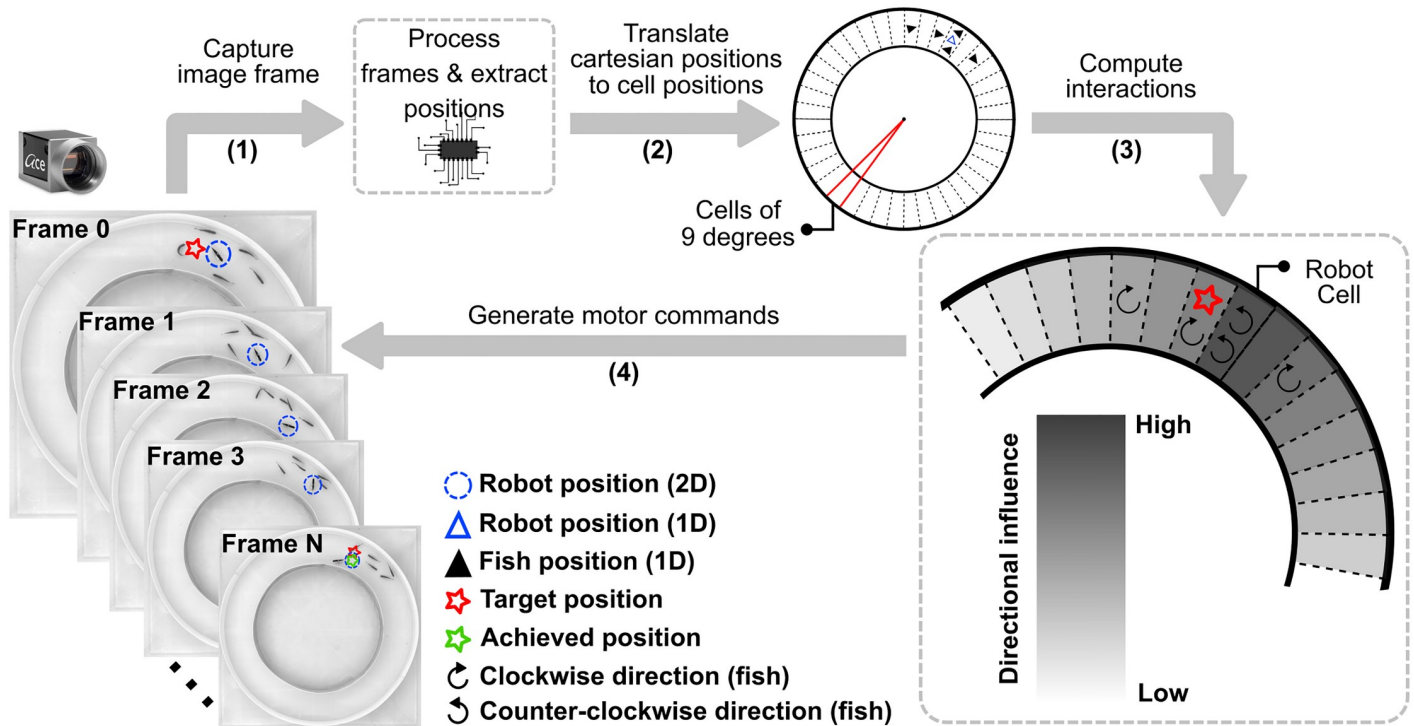 Capture
image frame
(1)
Process
frames & extract
positions
Translate
cartesian positions
to cell positions
(2)
Compute
interactions
(3)
ace
Cells of
9 degrees
Robot
Cell
Generate motor commands
(4)
Frame 0
Frame 1
Frame 2
Frame 3
Frame N
Robot position (2D)
Robot position (1D)
Fish position (1D)
Target position
Achieved position
Clockwise direction (fish)
Counter-clockwise direction (fish)
Directional influence
High
Low